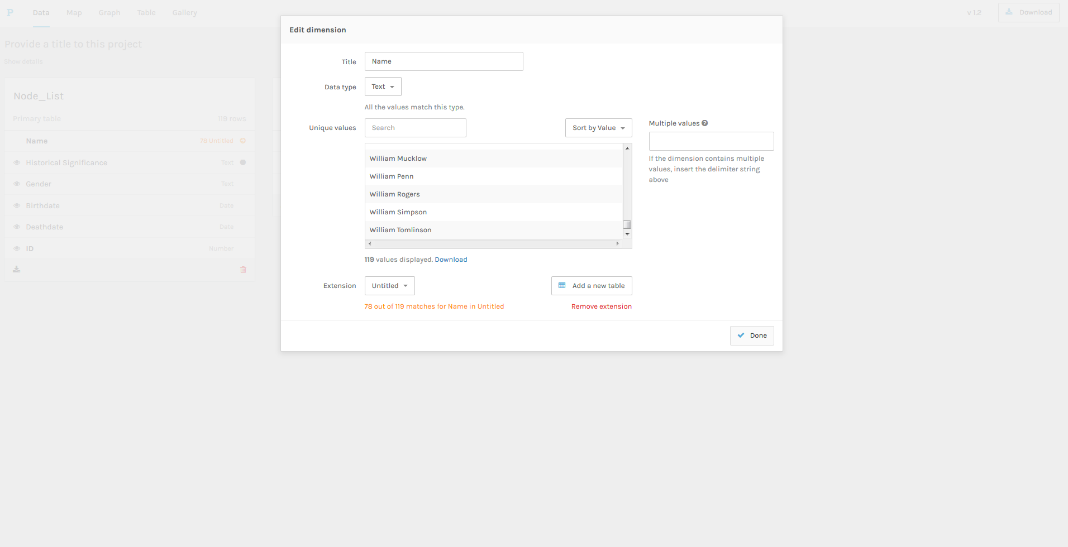 Data Map Graph Table Gallery v 1.2 Download
Provide a title to this project
Show details
Node_List
Primary table 119 rows
Name
Historical Significance Text
Gender Text
Birthdate Date
Deathdate Date
ID Number
Edit dimension
Title Name
Data type Text
All the values match this type.
Unique values Search Sort by Value
William Mucklow
William Penn
William Rogers
William Simpson
William Tomlinson
119 values displayed. Download
Multiple values
If the dimension contains multiple
values, insert the delimiter string
above
Extension Untitled Add a new table
78 out of 119 matches for Name in Untitled
Remove extension
Done